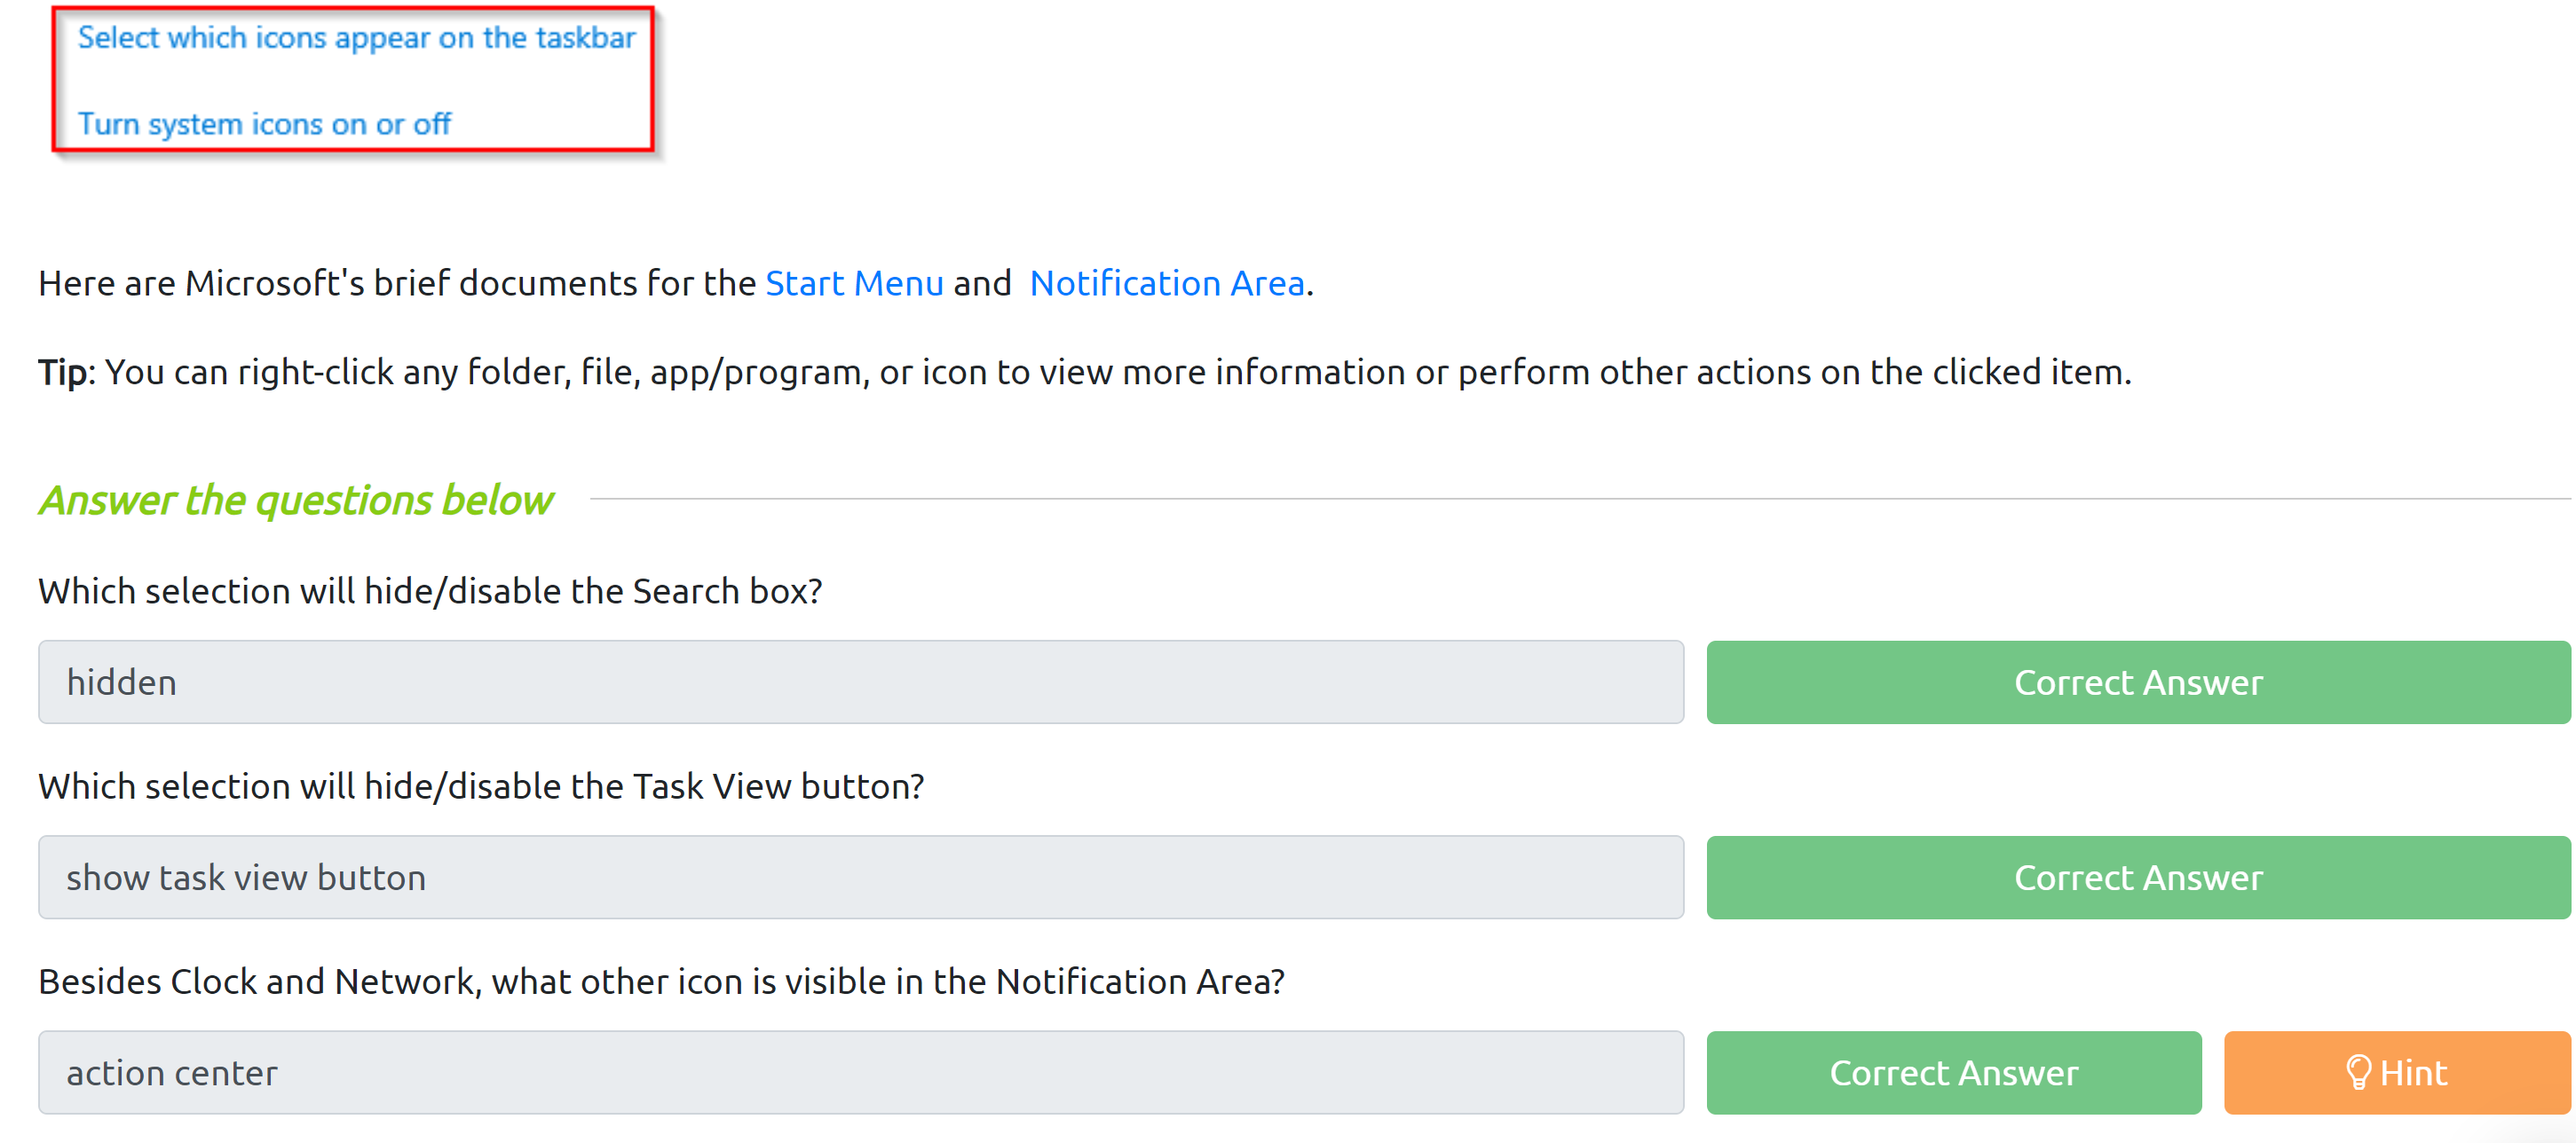 Select which icons appear on the taskbar
Turn system icons on or off
Here are Microsoft's brief documents for the Start Menu and  Notification Area.
Tip: You can right-click any folder, file, app/program, or icon to view more information or perform other actions on the clicked item.
Answer the questions below
Which selection will hide/disable the Search box?
hidden
Correct Answer
Which selection will hide/disable the Task View button?
show task view button
Correct Answer
Besides Clock and Network, what other icon is visible in the Notification Area?
action center
Correct Answer
Hint